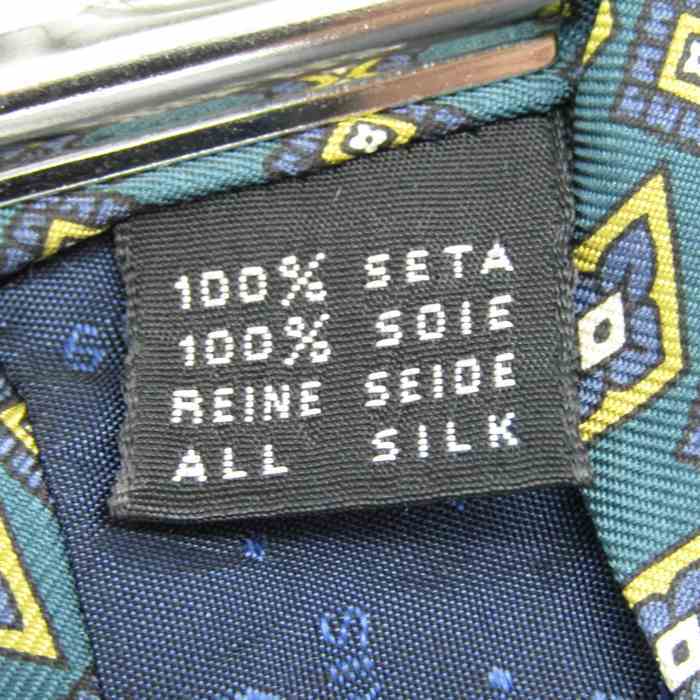 100% SETA
100% SOIE
REINE SEIDE
ALL SILK